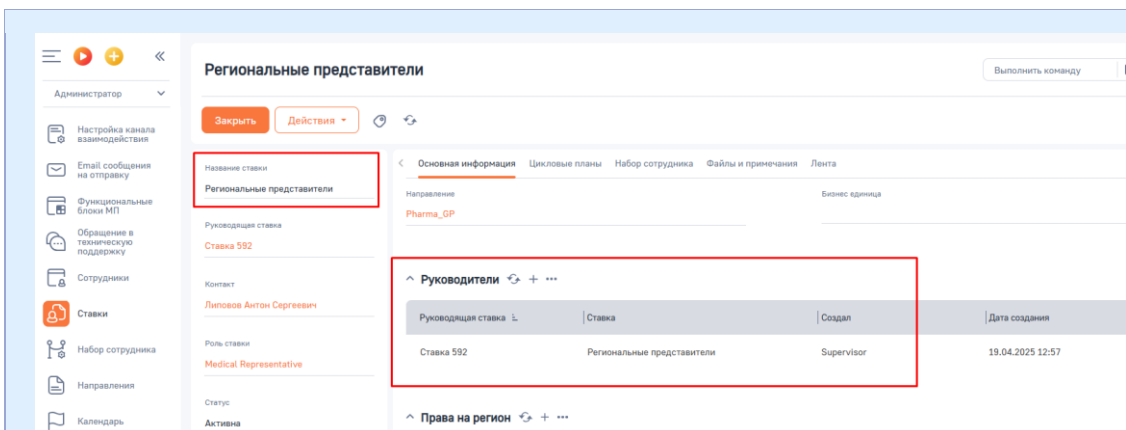 Региональные представители
Выполнить команду
Администратор
Закрыть
Действия
Настройка канала
взаимодействия
Email сообщения
на отправку
Функциональные
блоки МП
Обращение в
техническую
поддержку
Сотрудники
Ставки
Набор сотрудника
Направления
Календарь
Название ставки
Региональные представители
Руководящая ставка
Ставка 592
Контакт
Липовов Антон Сергеевич
Роль ставки
Medical Representative
Статус
Активна
Основная информация Цикловые планы Набор сотрудника Файлы и примечания Лента
Направление Бизнес единица
Pharma_GP
Руководители
Руководящая ставка Ставка Создал Дата создания
Ставка 592 Региональные представители Supervisor 19.04.2025 12:57
Права на регион